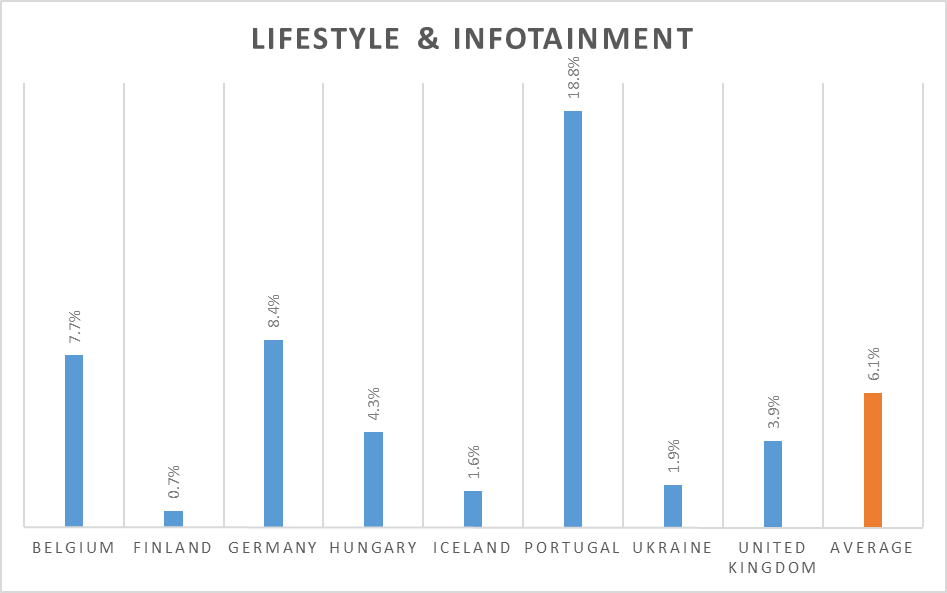 LIFESTYLE & INFOTAINMENT
7.7%
0.7%
8.4%
4.3%
1.6%
18.8%
1.9%
3.9%
6.1%
BELGIUM
FINLAND
GERMANY
HUNGARY
ICELAND
PORTUGAL
UKRAINE
UNITED
KINGDOM
AVERAGE